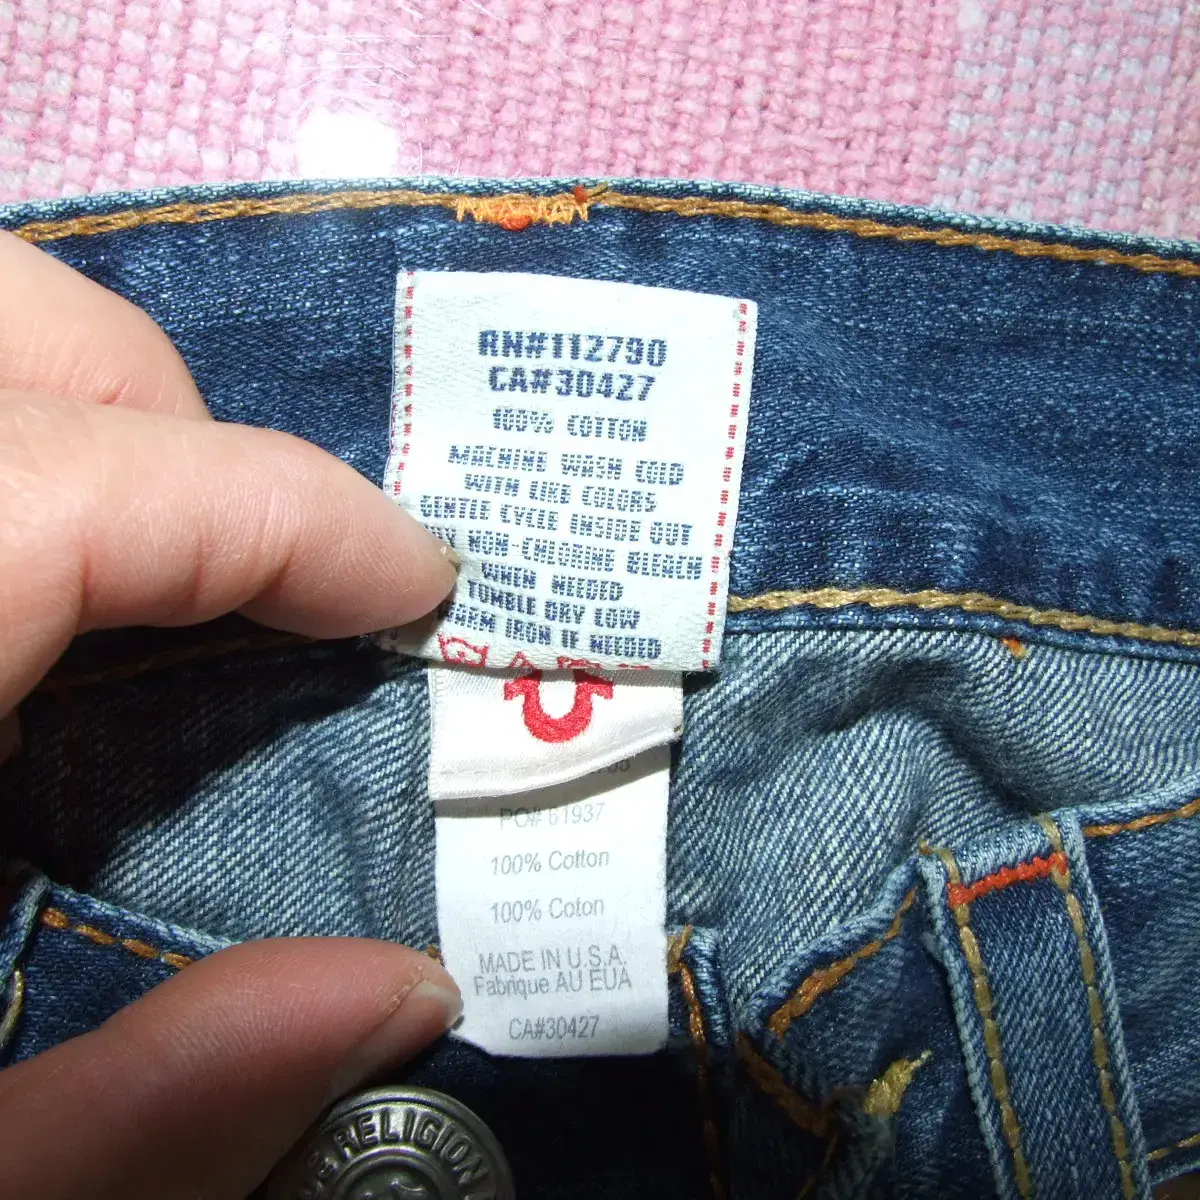 RN#112790
CA#30427
100% COTTON
MACHINE WASH COLD
WITH LIKE COLORS
GENTLE CYCLE INSIDE OUT
NON-CHLORINE BLEACH
WHEN NEEDED
TUMBLE DRY LOW
IRON IF NEEDED
PO# 61937
100% Cotton
100% Coton
MADE IN U.S.A.
Fabrique AU EUA
CA#30427
RELIGION